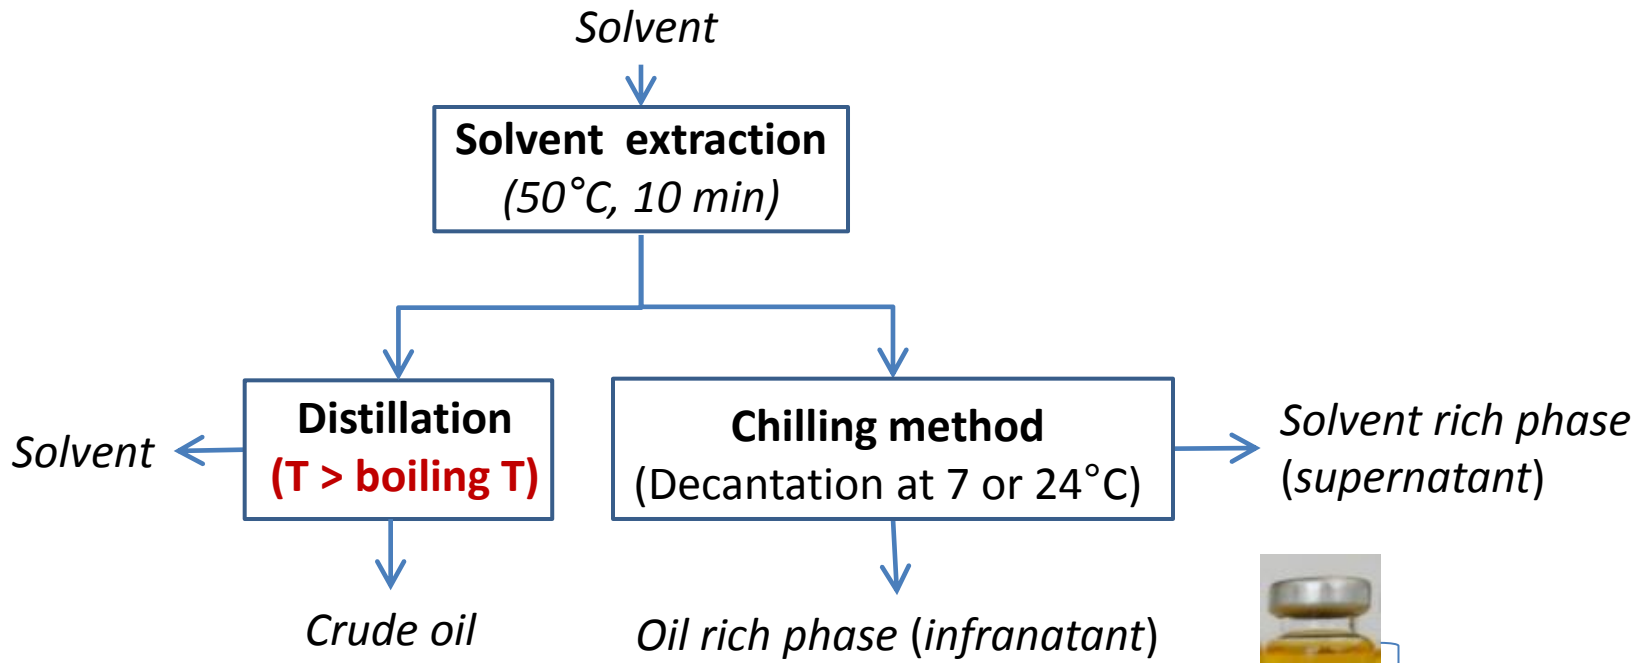 Solvent
Solvent extraction
(50°C, 10 min)
Distillation
(T > boiling T)
Chilling method
(Decantation at 7 or 24°C)
Solvent
Solvent rich phase
(supernatant)
Crude oil
Oil rich phase (infranatant)